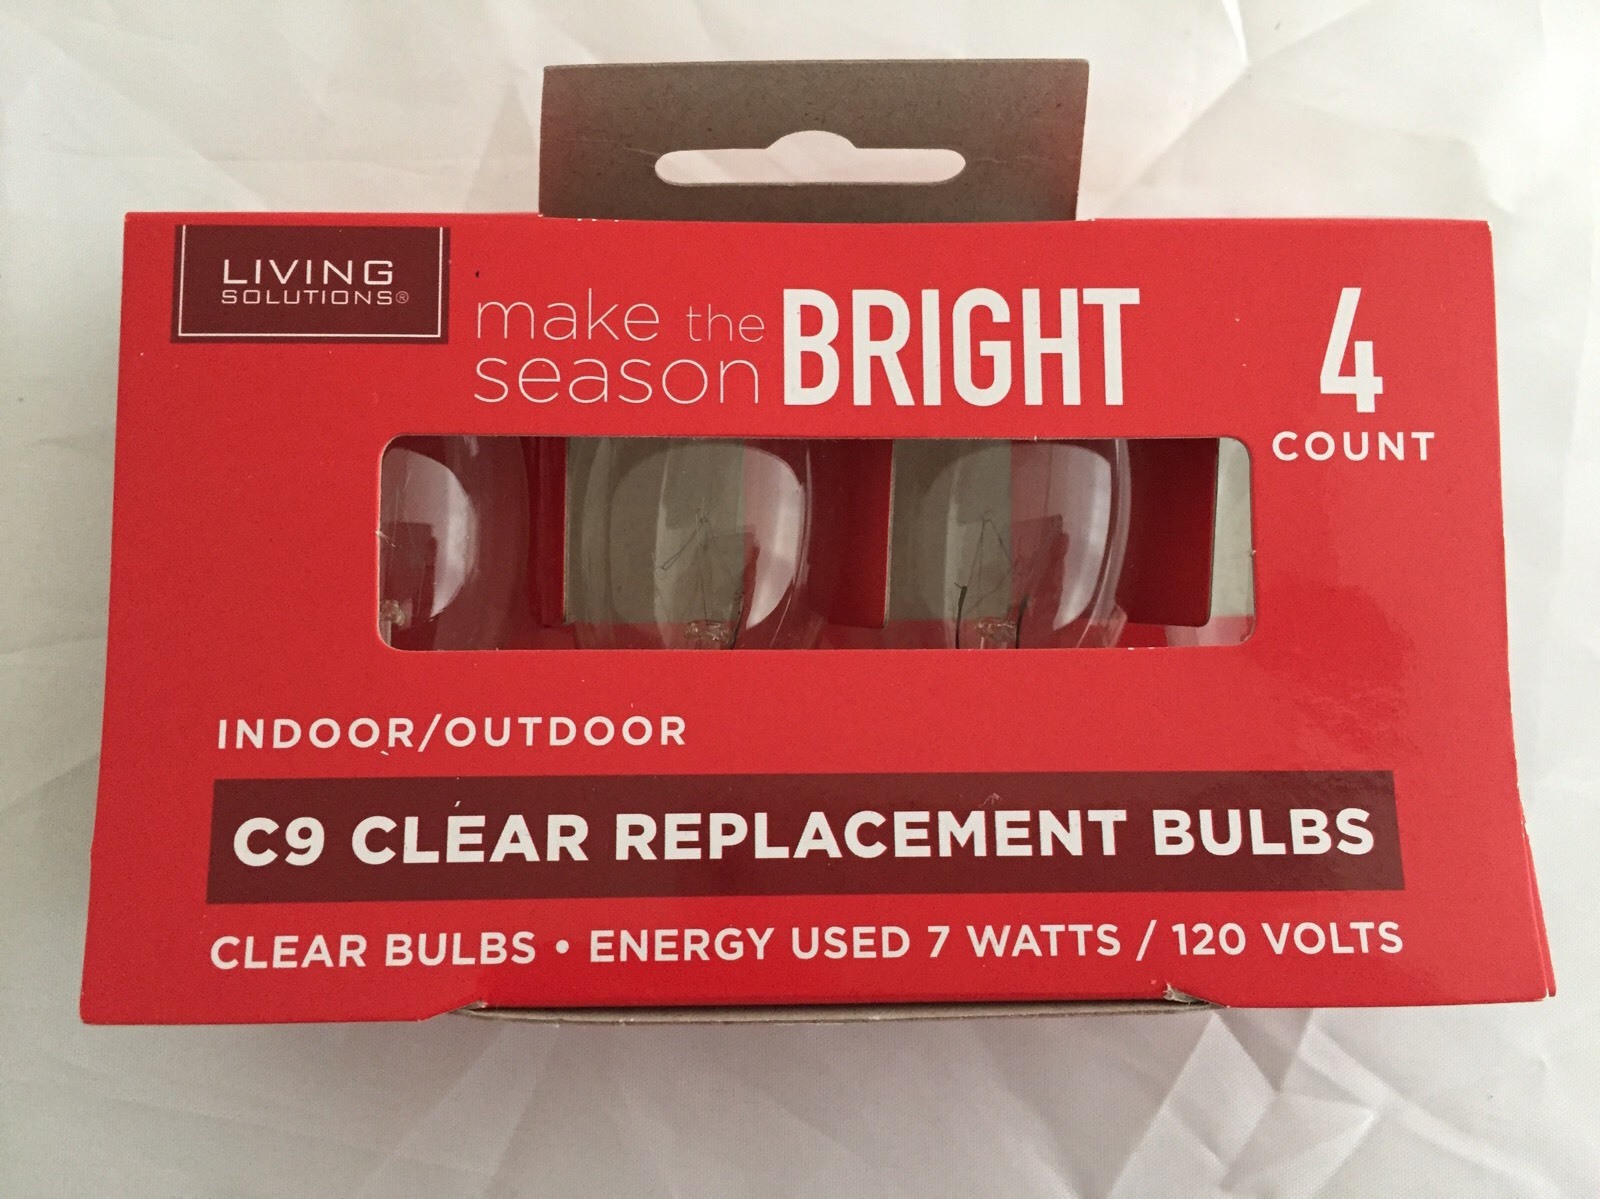 LIVING
SOLUTIONS®
make the
season BRIGHT
4
COUNT
INDOOR/OUTDOOR
C9 CLEAR REPLACEMENT BULBS
CLEAR BULBS • ENERGY USED 7 WATTS / 120 VOLTS